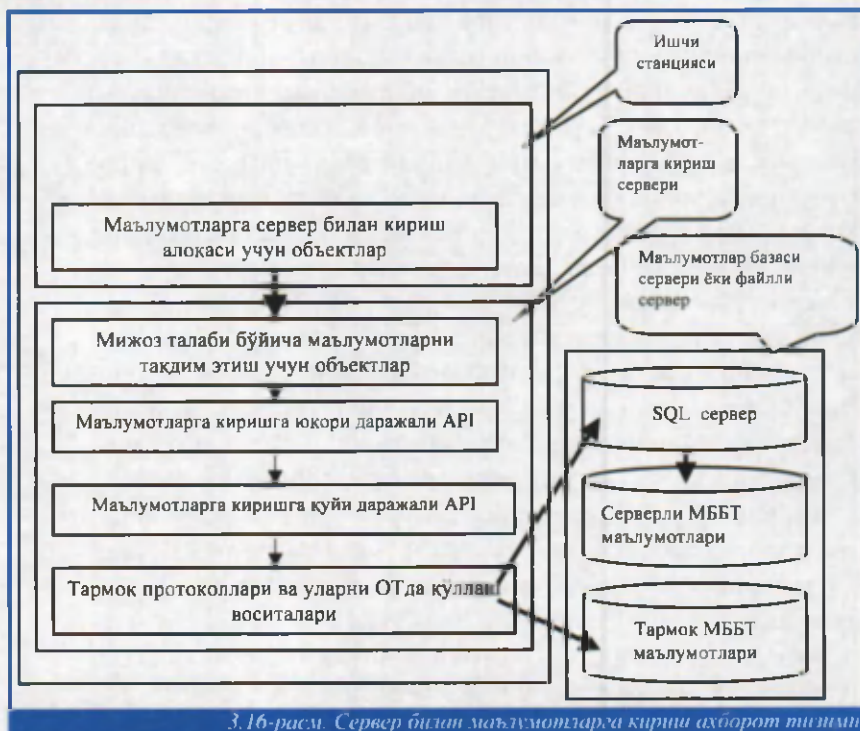 Ишчи
станцияси
Маълумот-
ларга кириш
сервери
Маълумотларга сервер билан кириш
алоқаси учун объектлар
Маълумотлар базаси
сервери ёки файлли
сервер
Мижоз талаби бўйича маълумотларни
тақдим этиш учун объектлар
Маълумотларга киришга юқори даражали API
Маълумотларга киришга қуйи даражали API
Тармоқ протоколлари ва уларни ОТда қўллаш
воситалари
SQL сервер
Серверли МББТ
маълумотлари
Тармоқ МББТ
маълумотлари
3.16-расм. Сервер билан маълумотларга кириш ахборот тизими